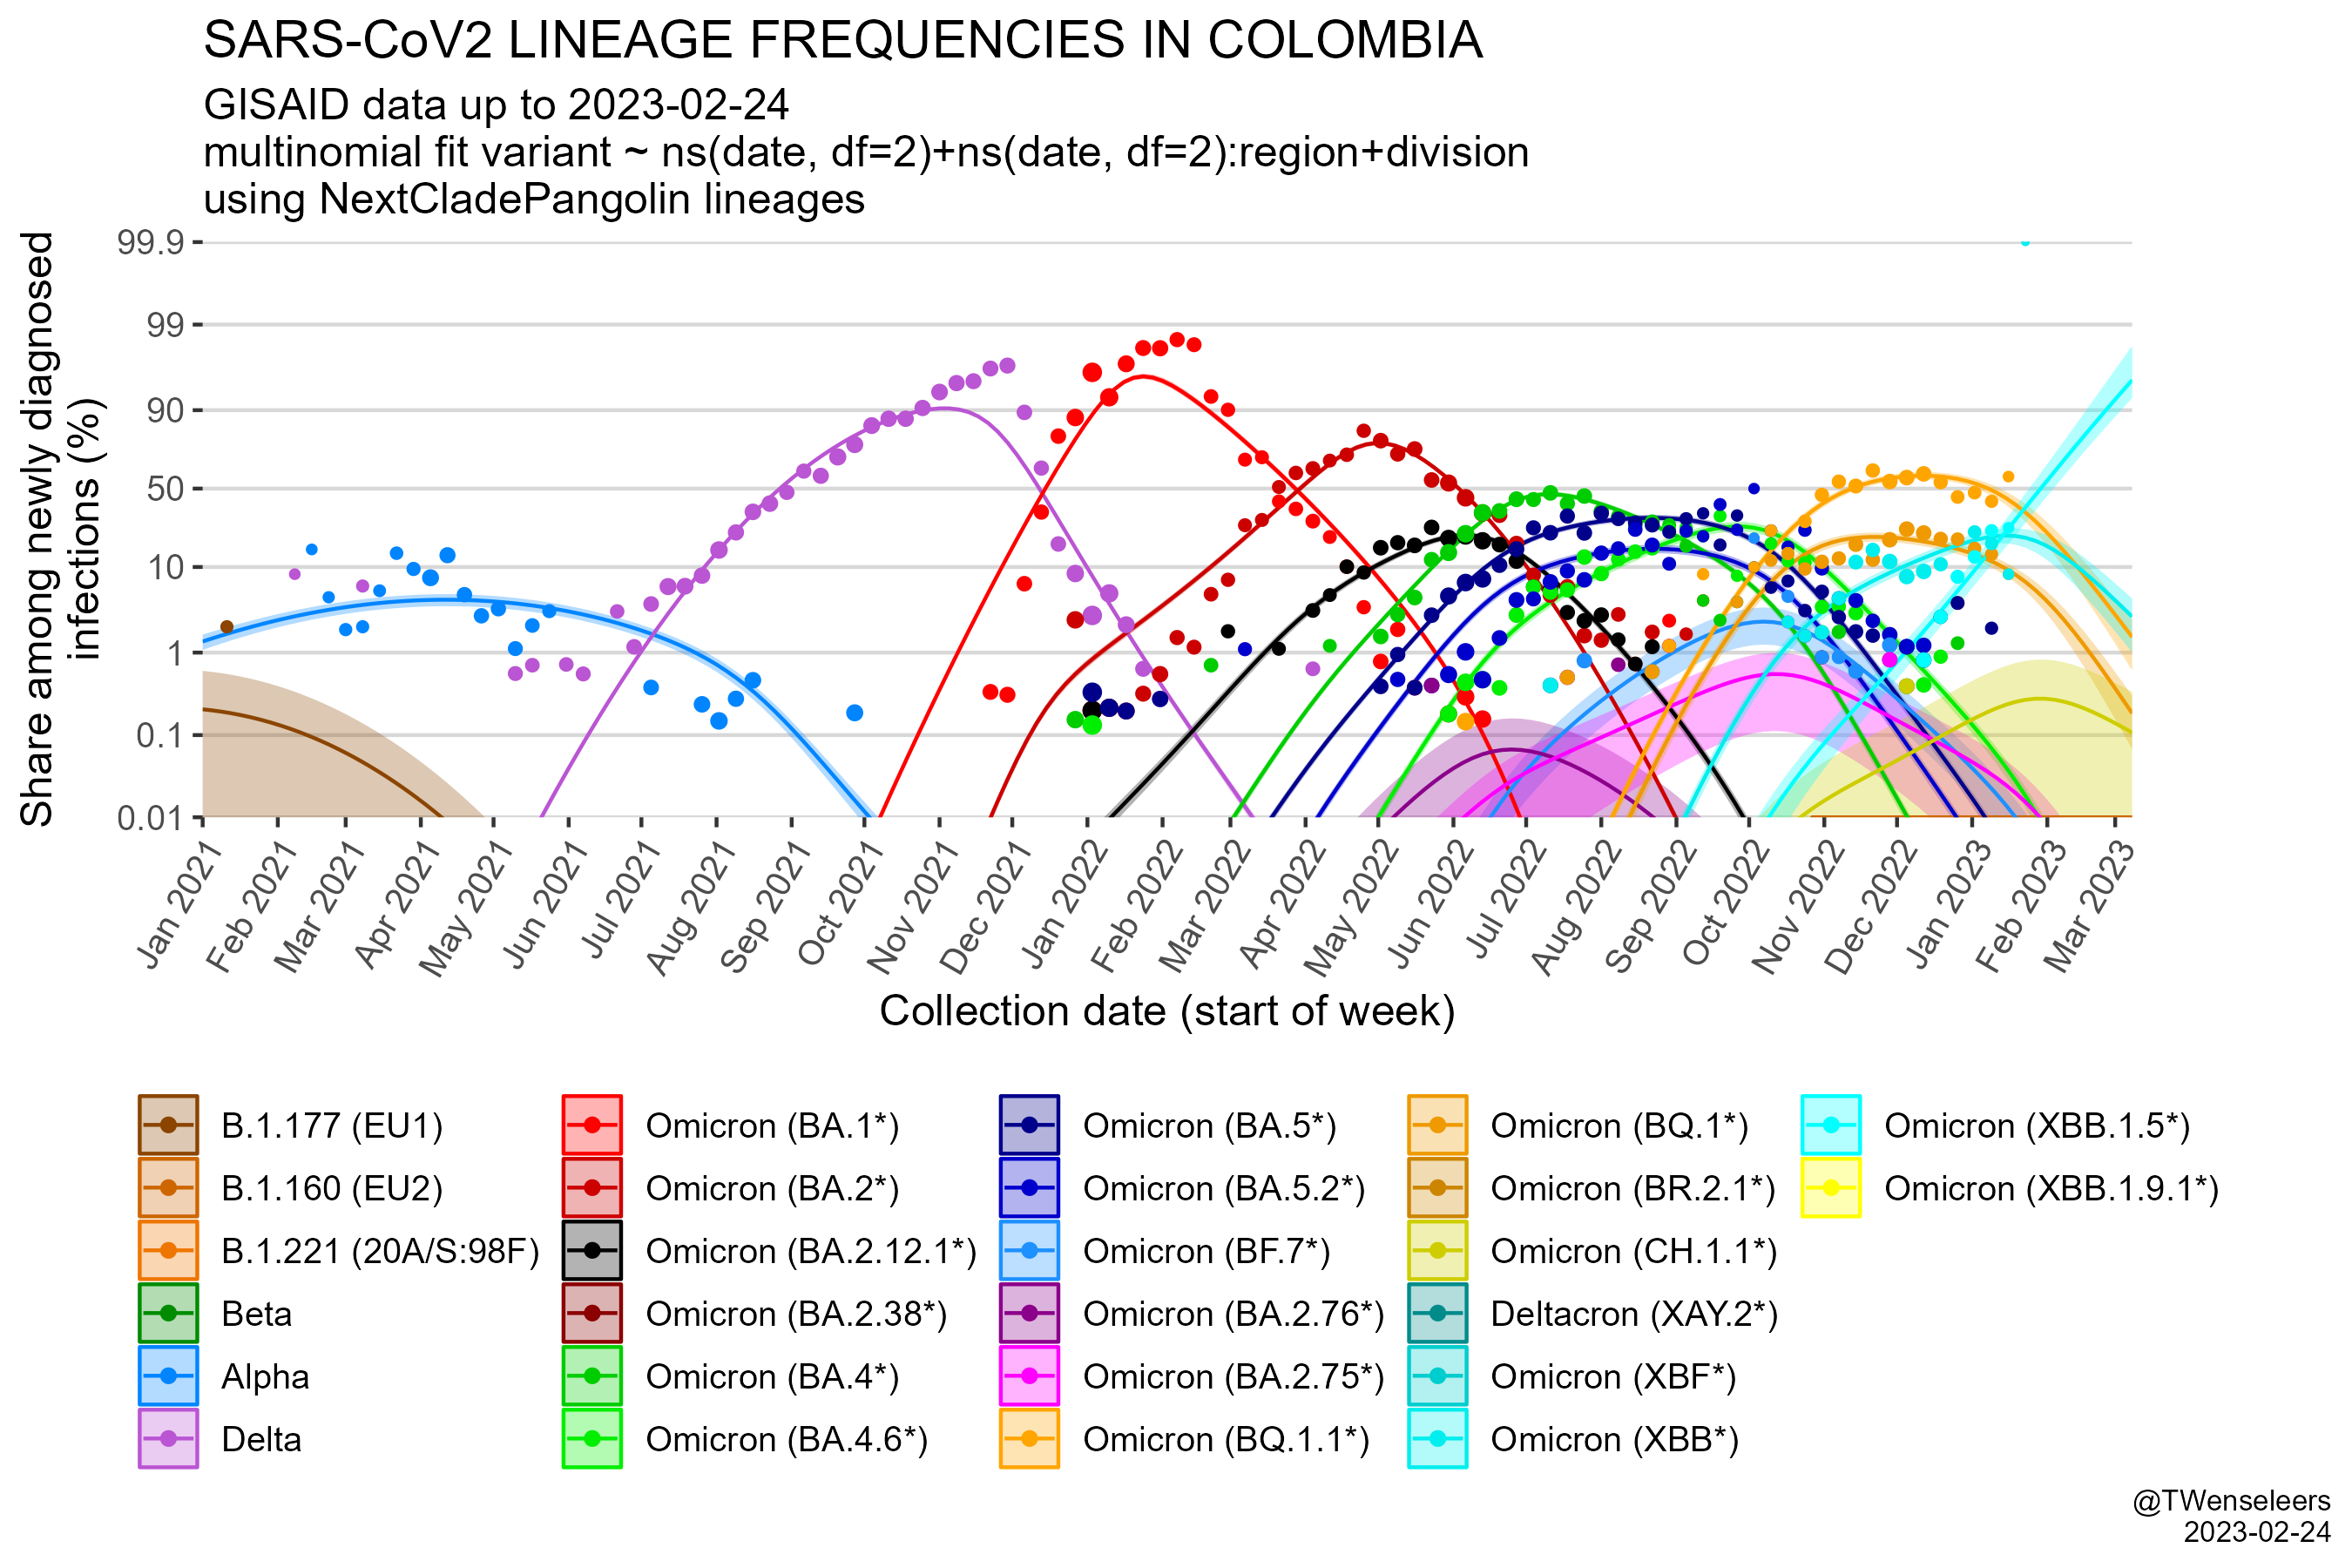 SARS-CoV2 LINEAGE FREQUENCIES IN COLOMBIA
GISAID data up to 2023-02-24
multinomial fit variant ~ ns(date, df=2)+ns(date, df=2):region+division
using NextCladePangolin lineages
Share among newly diagnosed
infections (%)
99.9
99
90
50
10
1
0.1
0.01
Jan 2021
Feb 2021
Mar 2021
Apr 2021
May 2021
Jun 2021
Jul 2021
Aug 2021
Sep 2021
Oct 2021
Nov 2021
Dec 2021
Jan 2022
Feb 2022
Mar 2022
Apr 2022
May 2022
Jun 2022
Jul 2022
Aug 2022
Sep 2022
Oct 2022
Nov 2022
Dec 2022
Jan 2023
Feb 2023
Mar 2023
Collection date (start of week)
B.1.177 (EU1)
B.1.160 (EU2)
B.1.221 (20A/S:98F)
Beta
Alpha
Delta
Omicron (BA.1*)
Omicron (BA.2*)
Omicron (BA.2.12.1*)
Omicron (BA.2.38*)
Omicron (BA.4*)
Omicron (BA.4.6*)
Omicron (BA.5*)
Omicron (BA.5.2*)
Omicron (BF.7*)
Omicron (BA.2.76*)
Omicron (BA.2.75*)
Omicron (BQ.1.1*)
Omicron (BQ.1*)
Omicron (BR.2.1*)
Omicron (CH.1.1*)
Deltacron (XAY.2*)
Omicron (XBF*)
Omicron (XBB*)
Omicron (XBB.1.5*)
Omicron (XBB.1.9.1*)
@TWenseleers
2023-02-24